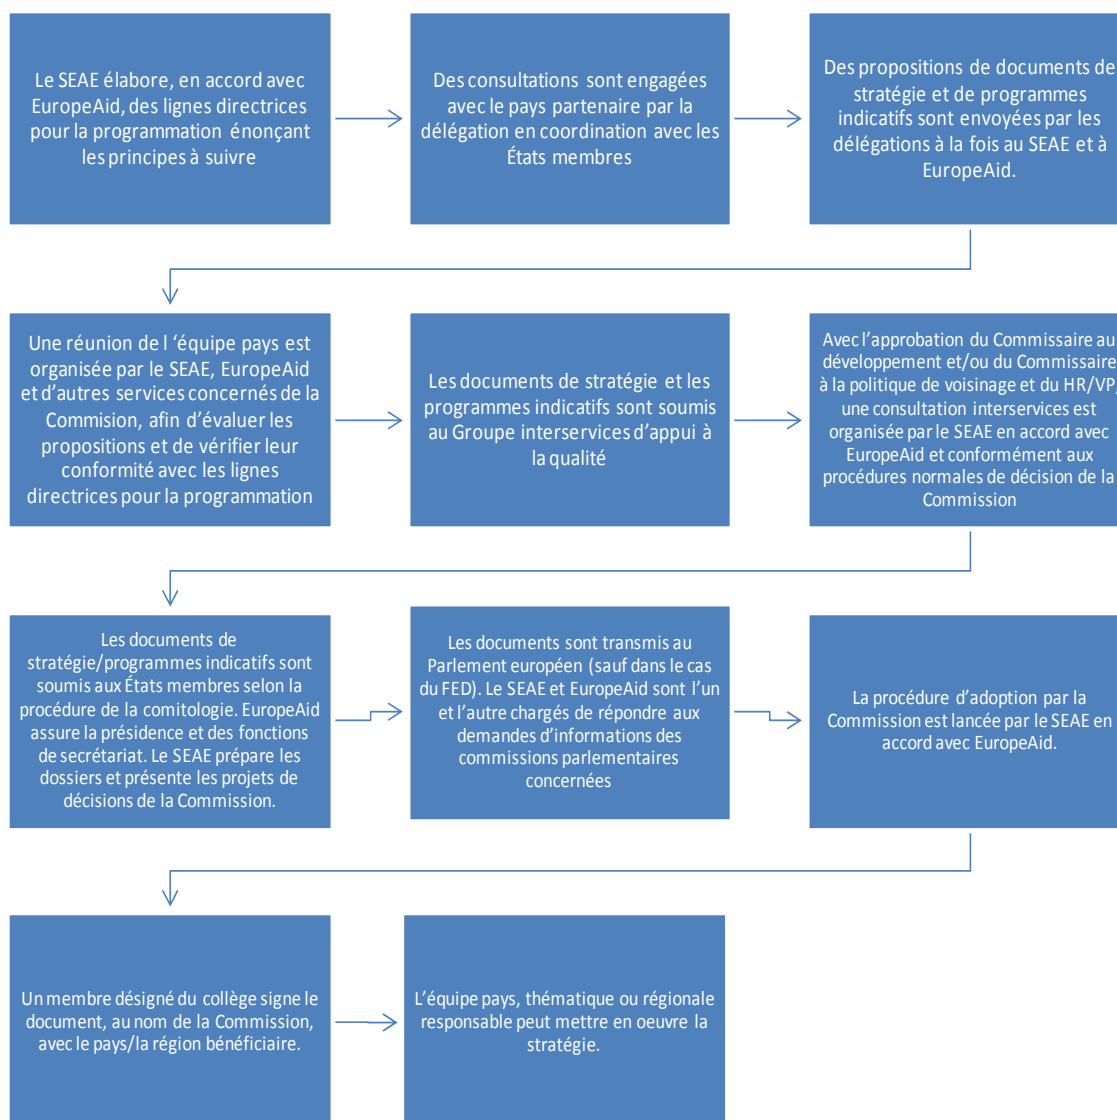 Le SEAE élabore, en accord avec
EuropeAid, des lignes directrices
pour la programmation énonçant
les principes à suivre
Des consultations sont engagées
avec le pays partenaire par la
délégation en coordination avec les
États membres
Des propositions de documents de
stratégie et de programmes
indicatifs sont envoyées par les
délégations à la fois au SEAE et à
EuropeAid.
Une réunion de l ‘équipe pays est
organisée par le SEAE, EuropeAid
et d’autres services concernés de la
Commision, afin d’évaluer les
propositions et de vérifier leur
conformité avec les lignes
directrices pour la programmation
Les documents de stratégie et les
programmes indicatifs sont soumis
au Groupe interservices d’appui à
la qualité
Avec l’approbation du Commissaire au
développement et/ou du Commissaire
à la politique de voisinage et du HR/VP,
une consultation interservices est
organisée par le SEAE en accord avec
EuropeAid et conformément aux
procédures normales de décision de la
Commission
Les documents de
stratégie/programmes indicatifs sont
soumis aux États membres selon la
procédure de la comitologie. EuropeAid
assure la présidence et des fonctions
de secrétariat. Le SEAE prépare les
dossiers et présente les projets de
décisions de la Commission.
Les documents sont transmis au
Parlement européen (sauf dans le cas
du FED). Le SEAE et EuropeAid sont l’un
et l’autre chargés de répondre aux
demandes d’informations des
commissions parlementaires
concernées
La procédure d’adoption par la
Commission est lancée par le SEAE en
accord avec EuropeAid.
Un membre désigné du collège signe le
document, au nom de la Commission,
avec le pays/la région bénéficiaire.
L’équipe pays, thématique ou régionale
responsable peut mettre en oeuvre la
stratégie.